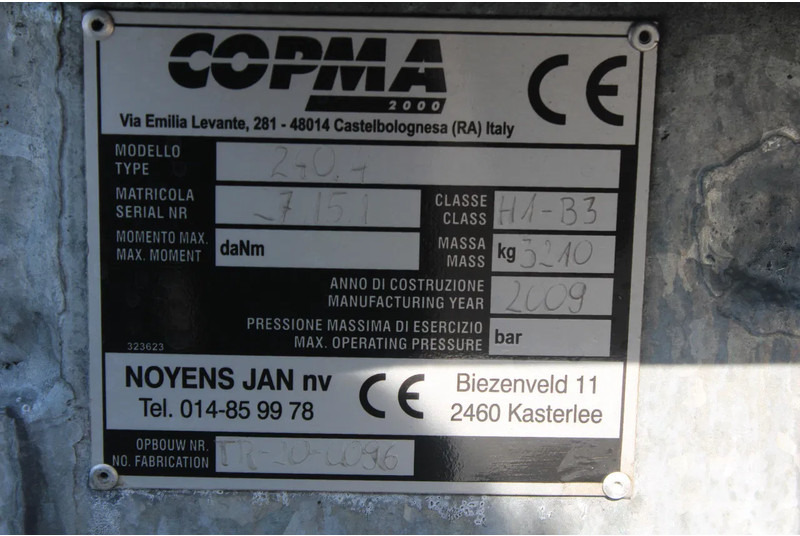 COPMA
2000
CE
Via Emilia Levante, 281 - 48014 Castelbolognesa (RA) Italy
MODELLO
TYPE
MATRICOLA
SERIAL NR
7151
CLASSE
CLASS
H1-B3
MOMENTO MAX.
MAX. MOMENT
daNm
MASSA
MASS
kg 3210
ANNO DI COSTRUZIONE
MANUFACTURING YEAR
2009
PRESSIONE MASSIMA DI ESERCIZIO
MAX. OPERATING PRESSURE
bar
323623
NOYENS JAN nv
Tel. 014-85 99 78
CE
Biezenveld 11
2460 Kasterlee
OPBOUW NR.
NO. FABRICATION